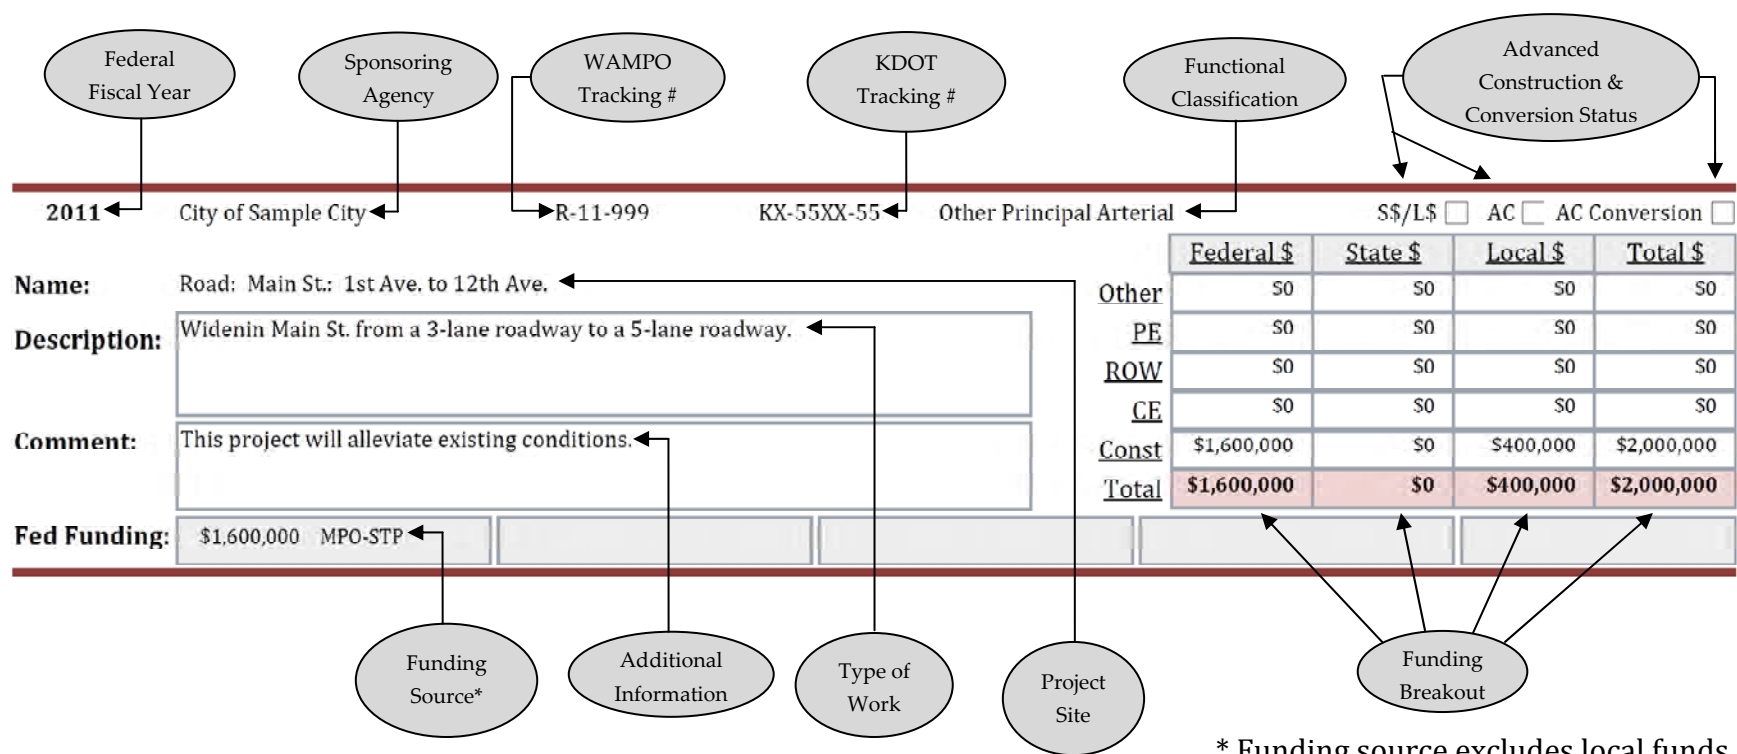 Federal
Fiscal Year
Sponsoring
Agency
WAMPO
Tracking #
KDOT
Tracking #
Functional
Classification
Advanced
Construction &
Conversion Status
2011 City of Sample City R-11-999 KX-55XX-55 Other Principal Arterial S$/L$ AC AC Conversion
Federal $ State $ Local $ Total $
Name: Road: Main St.: 1st Ave. to 12th Ave.
Other $0 $0 $0 $0
Description: Widenin Main St. from a 3-lane roadway to a 5-lane roadway.
PE $0 $0 $0 $0
ROW $0 $0 $0 $0
CE $0 $0 $0 $0
Comment: This project will alleviate existing conditions.
Const $1,600,000 $0 $400,000 $2,000,000
Total $1,600,000 $0 $400,000 $2,000,000
Fed Funding: $1,600,000 MPO-STP
Funding
Source*
Additional
Information
Type of
Work
Project
Site
Funding
Breakout
* Funding source excludes local funds